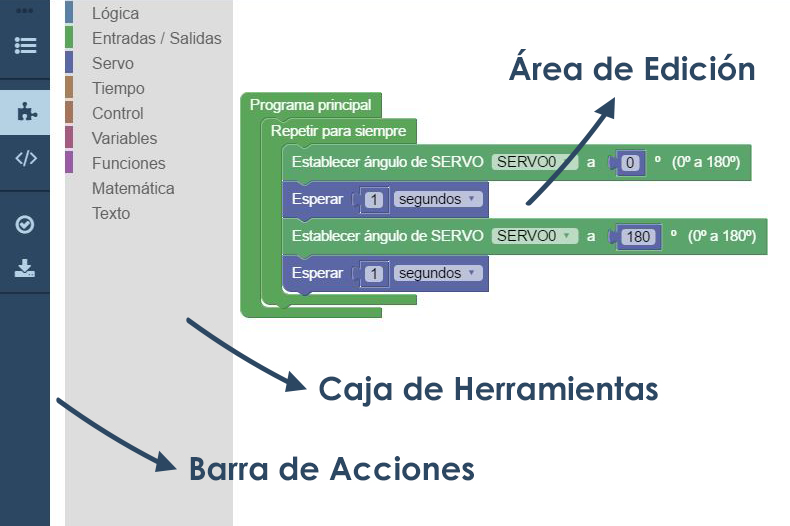 Lógica
Entradas / Salidas
Servo
Tiempo
Control
Variables
Funciones
Matemática
Texto
Área de Edición
Programa principal
Repetir para siempre
Establecer ángulo de SERVO SERVO0 a 0 º (0º a 180º)
Esperar 1 segundos
Establecer ángulo de SERVO SERVO0 a 180 º (0º a 180º)
Esperar 1 segundos
Caja de Herramientas
Barra de Acciones